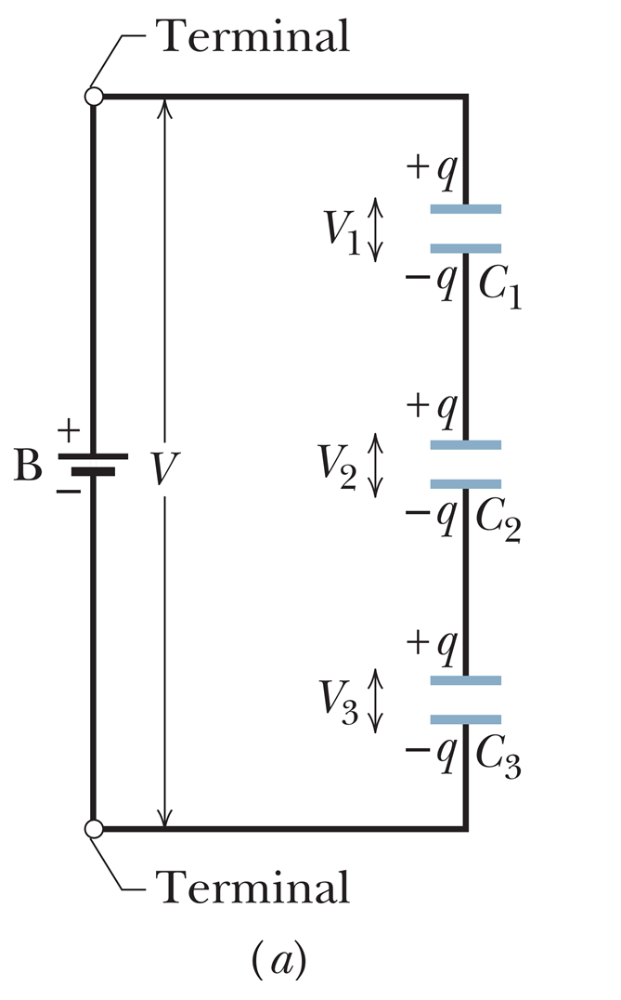 Terminal
+q
V₁
−q C₁
+q
+
B V V₂
−
−q C₂
+q
V₃
−q C₃
Terminal
(a)